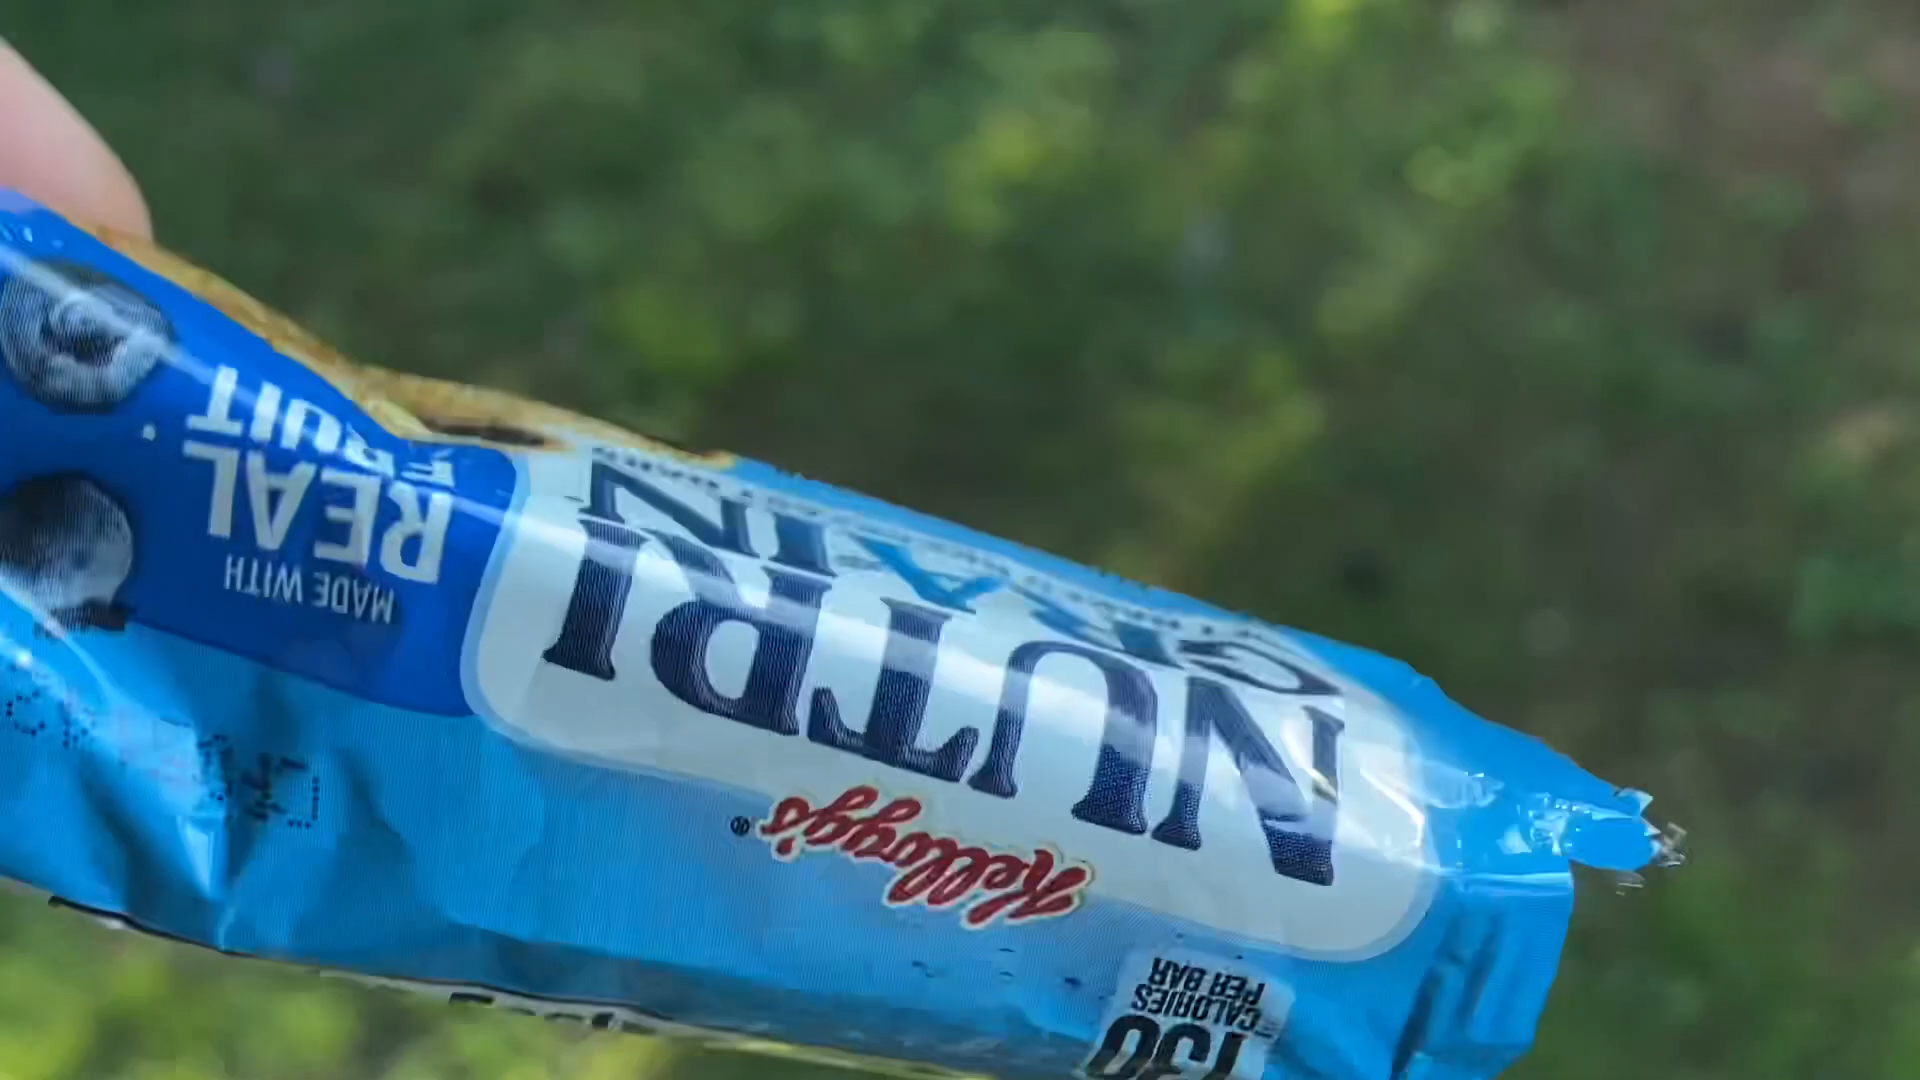 130
CALORIES
PER BAR
Kellogg's®
NUTRI
GRAIN
MADE WITH
REAL
FRUIT